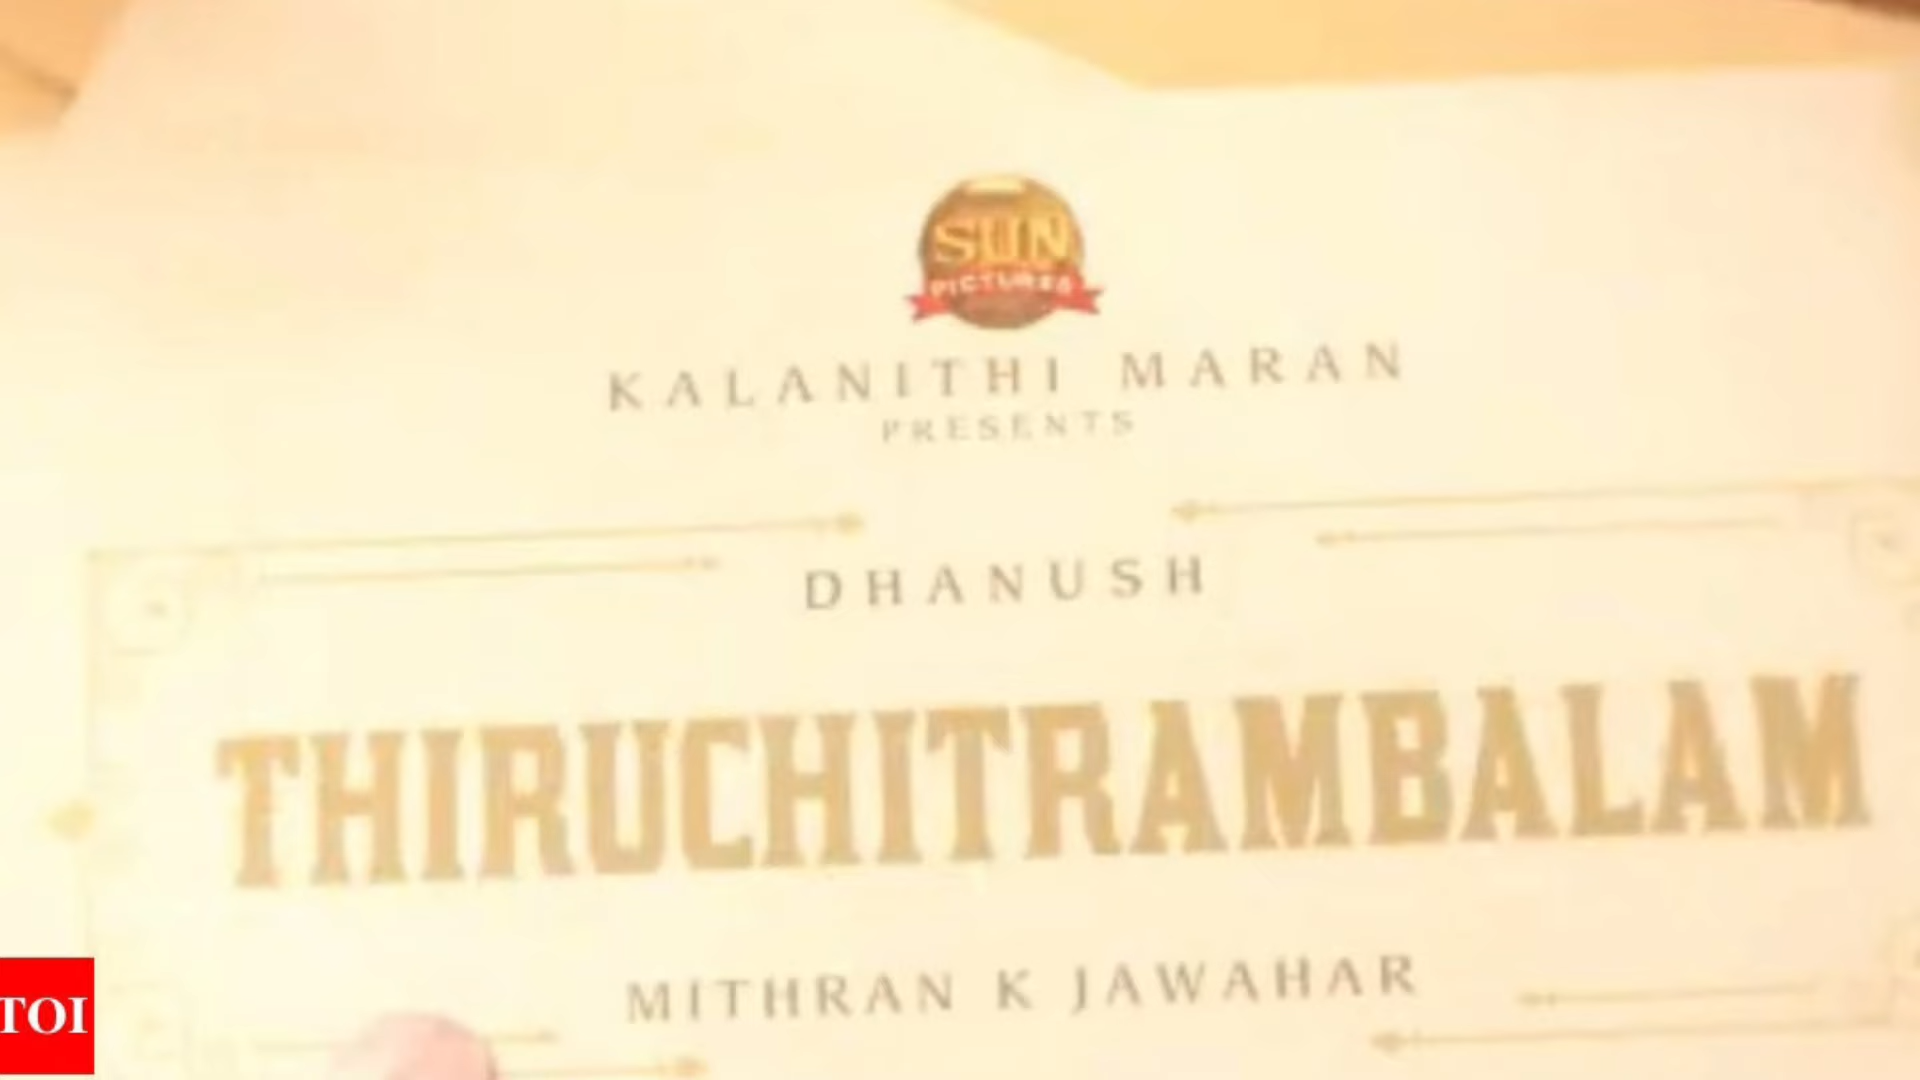 SUN
PICTURES
KALANITHI MARAN
PRESENTS
DHANUSH
THIRUCHITRAMBALAM
MITHRAN K JAWAHAR
TOI